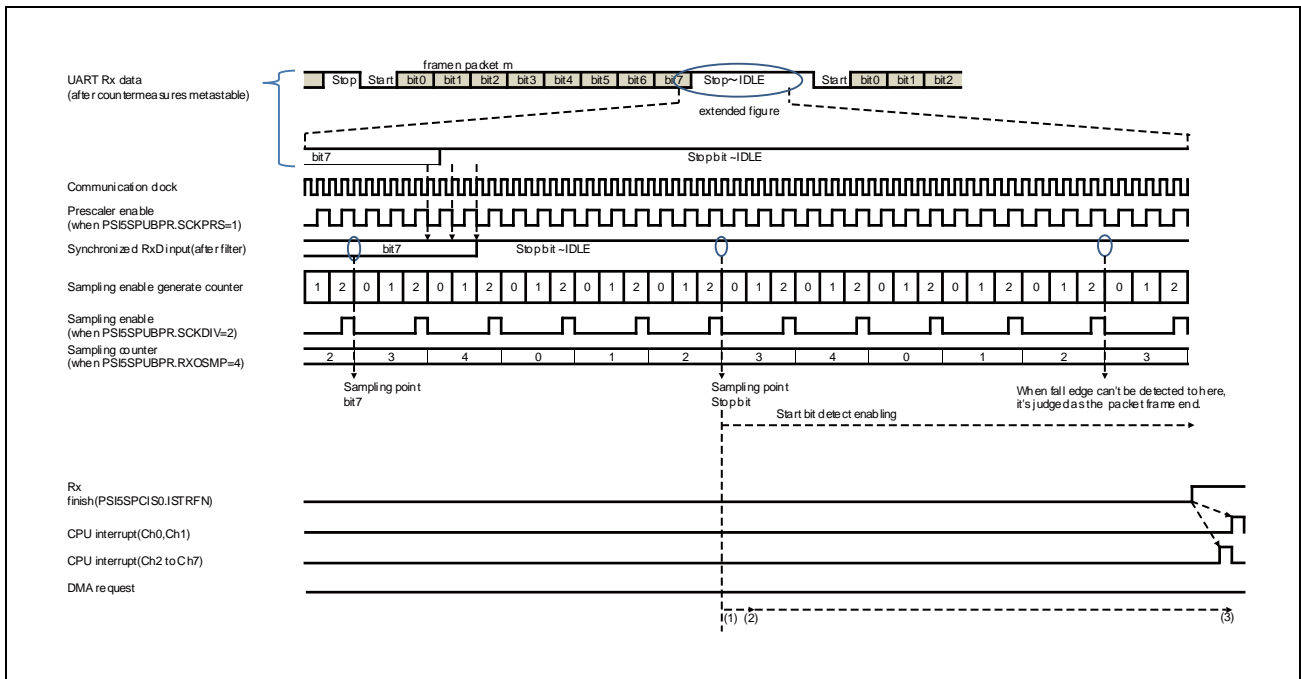 frame n packet m
UART Rx data
(after countermeasures metastable)
Stop Start bit0 bit1 bit2 bit3 bit4 bit5 bit6 bit7 Stop~IDLE Start bit0 bit1 bit2
extended figure
bit7 Stop bit ~IDLE
Communication clock
Prescaler enable
(when PSI5SPUBPR.SCKPRS=1)
Synchronized RxD input(after filter) bit7 Stop bit ~IDLE
Sampling enable generate counter 1 2 0 1 2 0 1 2 0 1 2 0 1 2 0 1 2 0 1 2 0 1 2 0 1 2 0 1 2 0 1 2 0 1 2
Sampling enable
(when PSI5SPUBPR.SCKDIV=2)
Sampling counter
(when PSI5SPUBPR.RXOSMP=4) 2 3 4 0 1 2 3 4 0 1 2 3
Sampling point
bit7
Sampling point
Stop bit
When fall edge can't be detected to here,
it's judged as the packet frame end.
Start bit detect enabling
Rx
finish(PSI5SPCIS0.ISTRFN)
CPU interrupt(Ch0,Ch1)
CPU interrupt(Ch2 to Ch7)
DMA request
(1) (2) (3)